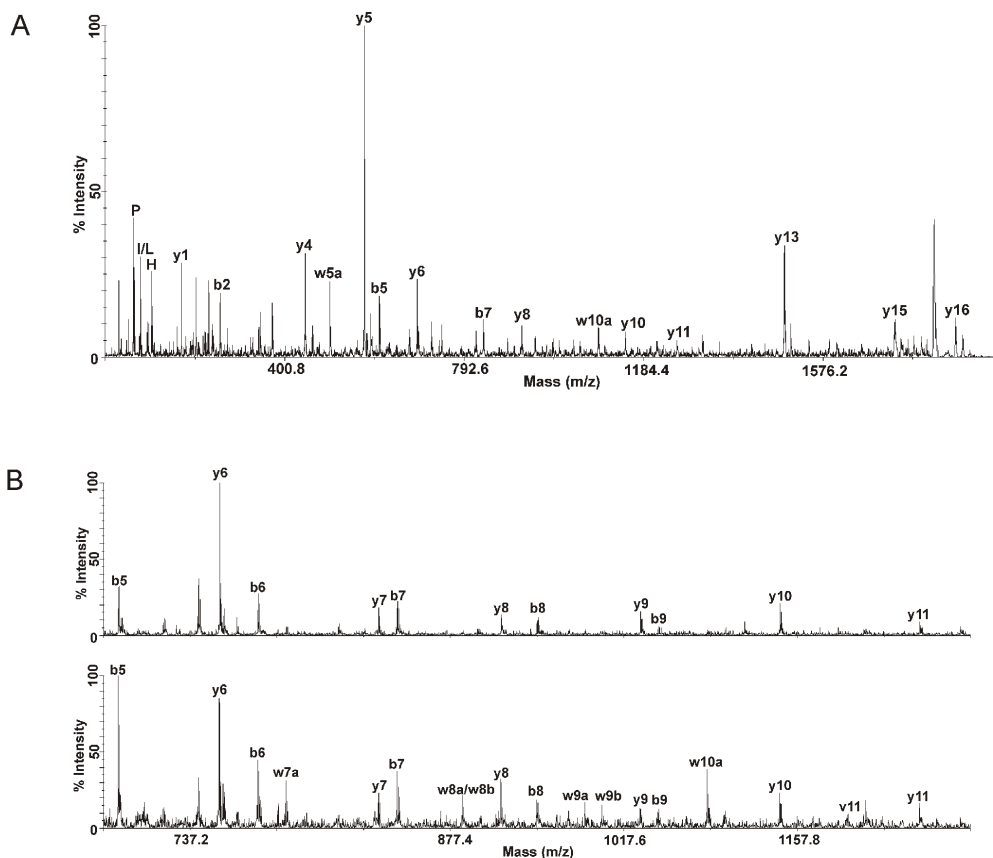 A
100
y5
P
I/L
H
y1
b2
y4
w5a
b5
y6
b7
y8
w10a
y10
y11
y13
y15
y16
50
0
% Intensity
400.8 792.6 1184.4 1576.2
Mass (m/z)
B
100
50
0
% Intensity
b5 y6 b6 y7 b7 y8 b8 y9 b9 y10 y11
100
50
0
% Intensity
b5 y6 b6 w7a y7 b7 w8a/w8b y8 b8 w9a w9b y9 b9 w10a y10 v11 y11
737.2 877.4 1017.6 1157.8
Mass (m/z)